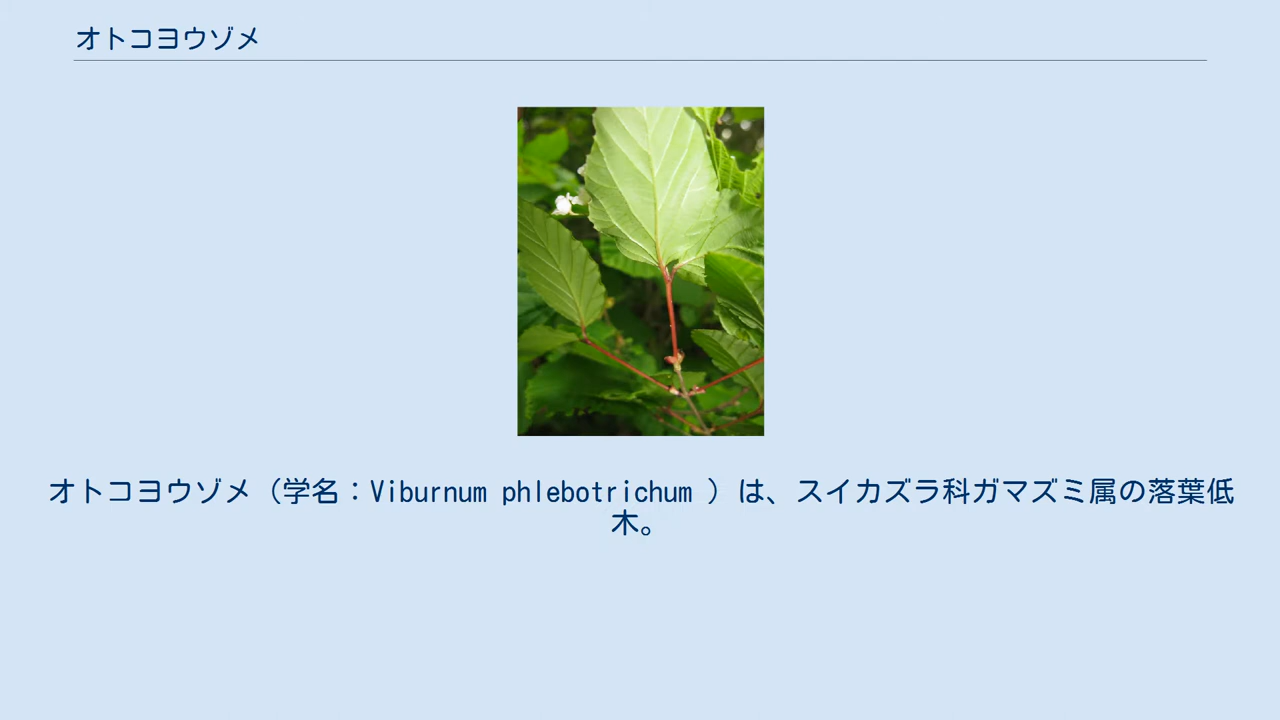 オトコヨウゾメ
オトコヨウゾメ（学名：Viburnum phlebotrichum ）は、スイカズラ科ガマズミ属の落葉低
木。